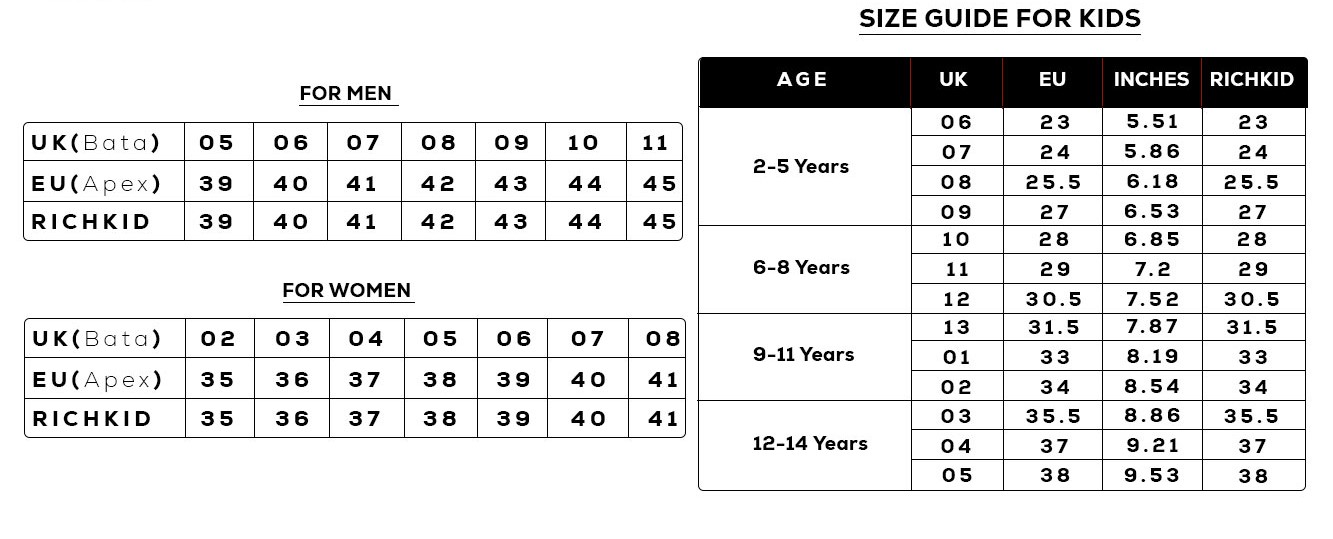 FOR MEN
UK(Bata) 05 06 07 08 09 10 11
EU(Apex) 39 40 41 42 43 44 45
RICHKID 39 40 41 42 43 44 45
FOR WOMEN
UK(Bata) 02 03 04 05 06 07 08
EU(Apex) 35 36 37 38 39 40 41
RICHKID 35 36 37 38 39 40 41
SIZE GUIDE FOR KIDS
AGE UK EU INCHES RICHKID
2-5 Years
06 23 5.51 23
07 24 5.86 24
08 25.5 6.18 25.5
09 27 6.53 27
6-8 Years
10 28 6.85 28
11 29 7.2 29
12 30.5 7.52 30.5
9-11 Years
13 31.5 7.87 31.5
01 33 8.19 33
02 34 8.54 34
12-14 Years
03 35.5 8.86 35.5
04 37 9.21 37
05 38 9.53 38